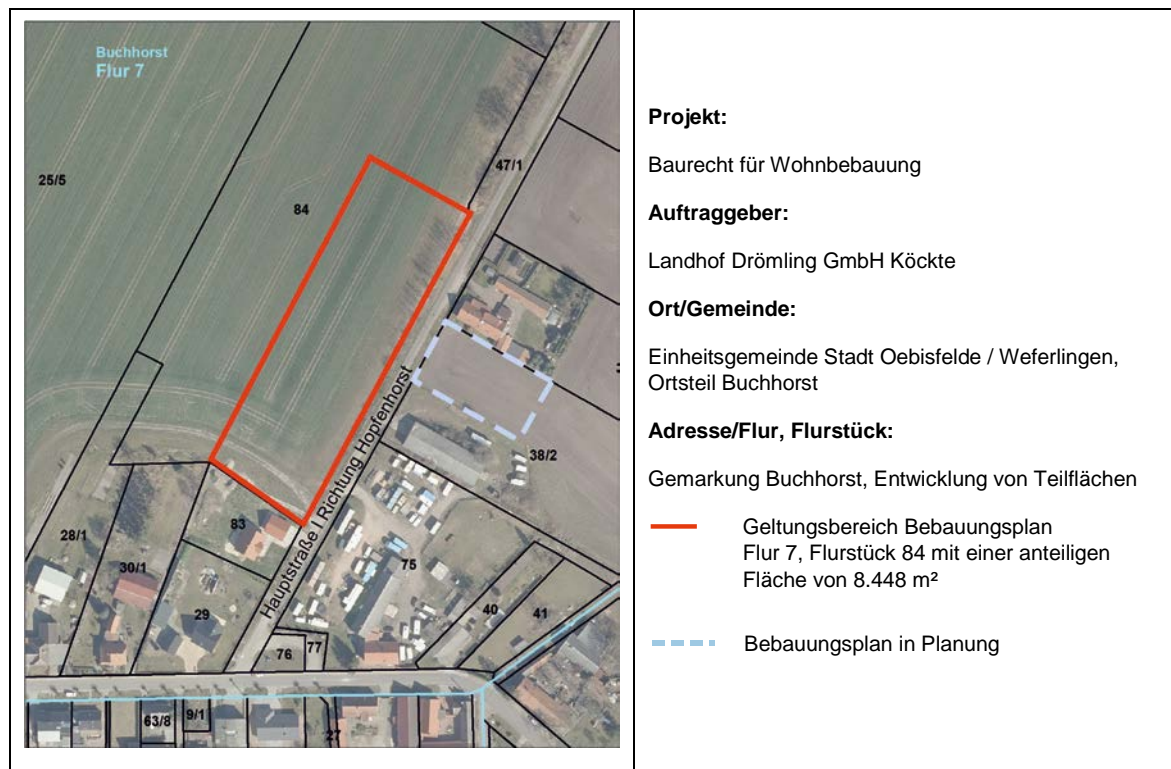 Buchhorst
Flur 7
25/5
84
47/1
38/2
28/1
30/1
83
29
75
40
41
76
77
63/8
9/1
27
Hauptstraße I Richtung Hopfenhorst
Projekt:
Baurecht für Wohnbebauung
Auftraggeber:
Landhof Drömling GmbH Köckte
Ort/Gemeinde:
Einheitsgemeinde Stadt Oebisfelde / Weferlingen,
Ortsteil Buchhorst
Adresse/Flur, Flurstück:
Gemarkung Buchhorst, Entwicklung von Teilflächen
Geltungsbereich Bebauungsplan
Flur 7, Flurstück 84 mit einer anteiligen
Fläche von 8.448 m²
Bebauungsplan in Planung